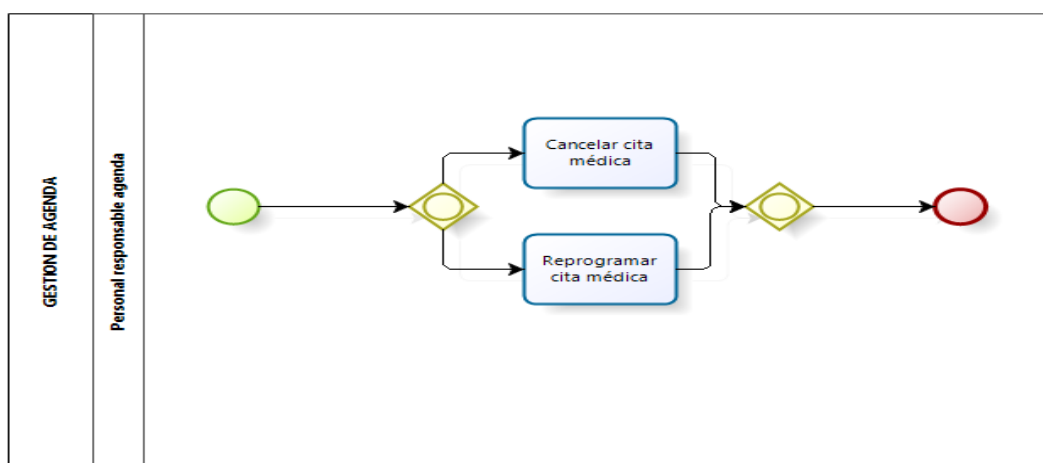 GESTION DE AGENDA
Personal responsable agenda
Cancelar cita
médica
Reprogramar
cita médica